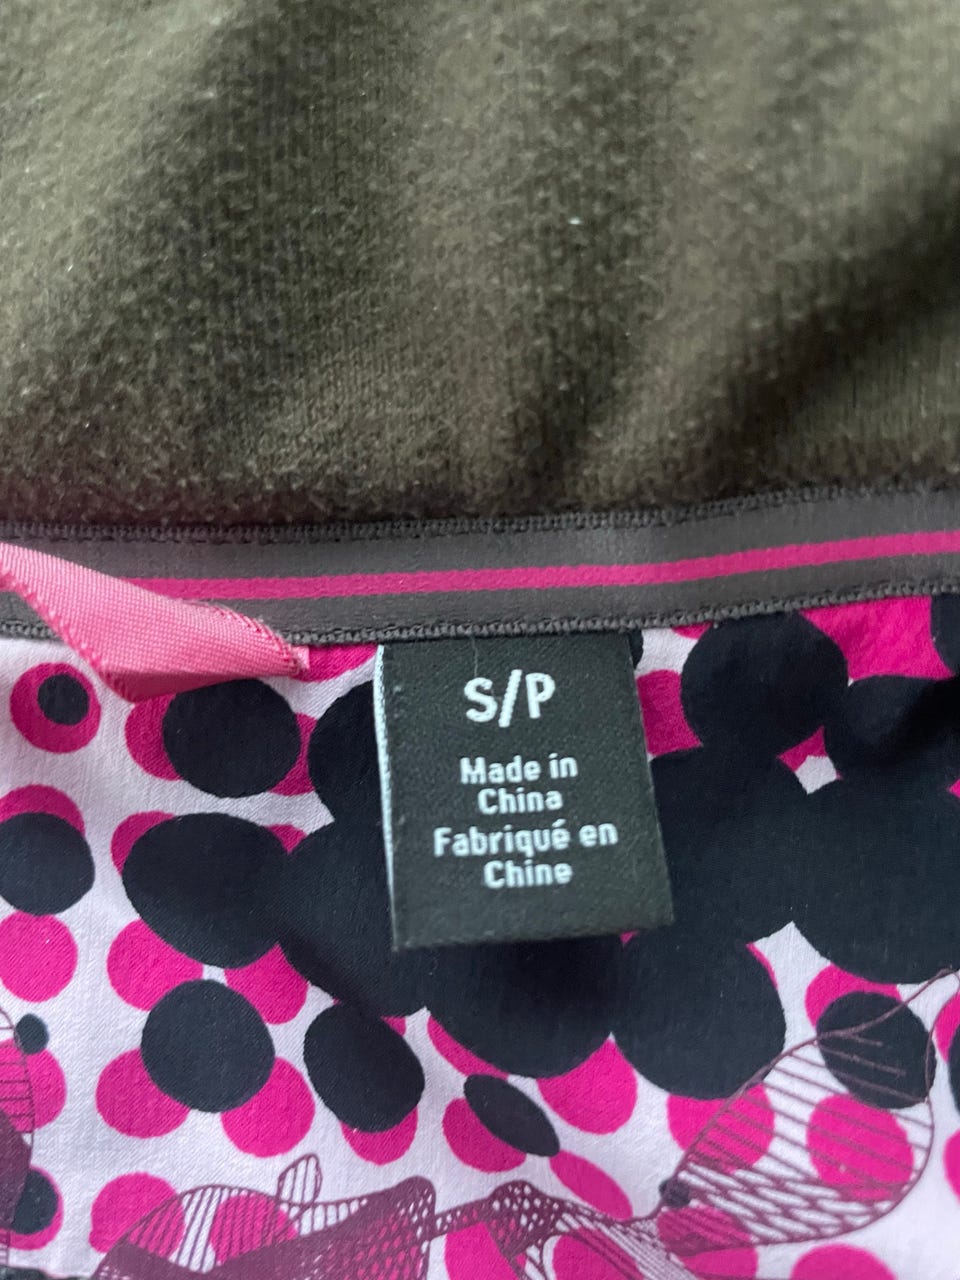 S/P
Made in
China
Fabriqué en
Chine